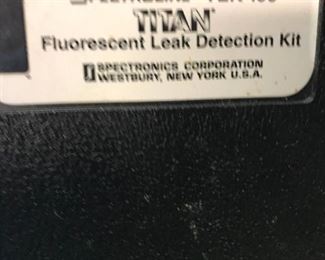 TITAN
Fluorescent Leak Detection Kit
SPECTRONICS CORPORATION
WESTBURY, NEW YORK U.S.A.